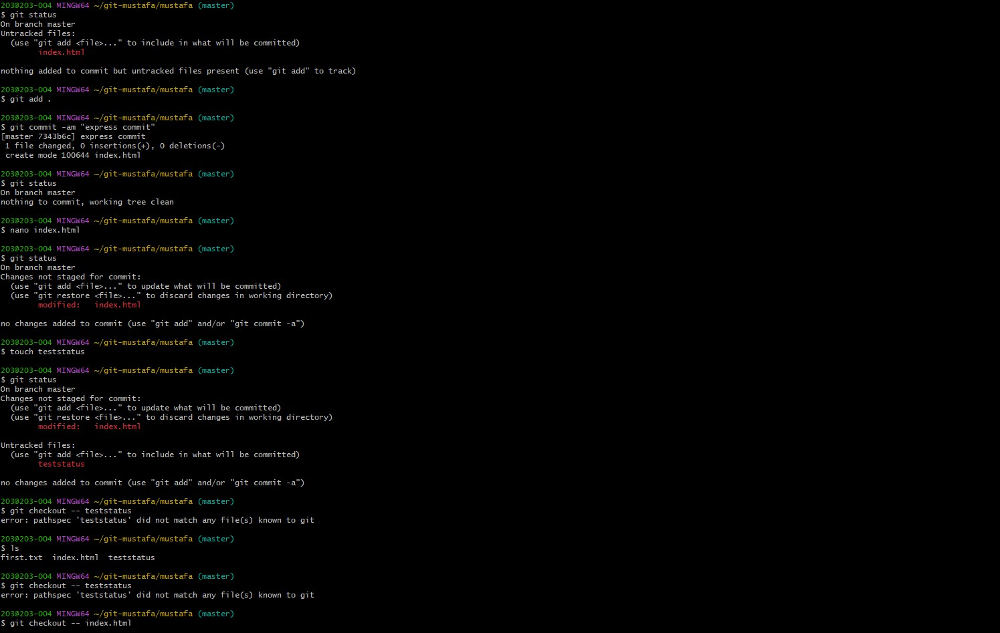 203@203-004 MINGW64 ~/git-mustafa/mustafa (master)
$ git status
On branch master
Untracked files:
  (use "git add <file>..." to include in what will be committed)
        index.html

nothing added to commit but untracked files present (use "git add" to track)

203@203-004 MINGW64 ~/git-mustafa/mustafa (master)
$ git add .

203@203-004 MINGW64 ~/git-mustafa/mustafa (master)
$ git commit -am "express commit"
[master 7343b6c] express commit
 1 file changed, 0 insertions(+), 0 deletions(-)
 create mode 100644 index.html

203@203-004 MINGW64 ~/git-mustafa/mustafa (master)
$ git status
On branch master
nothing to commit, working tree clean

203@203-004 MINGW64 ~/git-mustafa/mustafa (master)
$ nano index.html

203@203-004 MINGW64 ~/git-mustafa/mustafa (master)
$ git status
On branch master
Changes not staged for commit:
  (use "git add <file>..." to update what will be committed)
  (use "git restore <file>..." to discard changes in working directory)
        modified:   index.html

no changes added to commit (use "git add" and/or "git commit -a")

203@203-004 MINGW64 ~/git-mustafa/mustafa (master)
$ touch teststatus

203@203-004 MINGW64 ~/git-mustafa/mustafa (master)
$ git status
On branch master
Changes not staged for commit:
  (use "git add <file>..." to update what will be committed)
  (use "git restore <file>..." to discard changes in working directory)
        modified:   index.html

Untracked files:
  (use "git add <file>..." to include in what will be committed)
        teststatus

no changes added to commit (use "git add" and/or "git commit -a")

203@203-004 MINGW64 ~/git-mustafa/mustafa (master)
$ git checkout -- teststatus
error: pathspec 'teststatus' did not match any file(s) known to git

203@203-004 MINGW64 ~/git-mustafa/mustafa (master)
$ ls
first.txt  index.html  teststatus

203@203-004 MINGW64 ~/git-mustafa/mustafa (master)
$ git checkout -- teststatus
error: pathspec 'teststatus' did not match any file(s) known to git

203@203-004 MINGW64 ~/git-mustafa/mustafa (master)
$ git checkout -- index.html